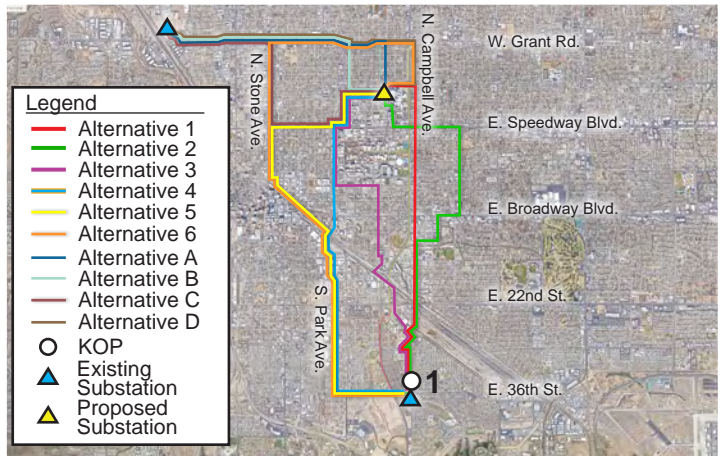 W. Grant Rd.
N. Campbell Ave.
N. Stone Ave.
Legend
Alternative 1
Alternative 2
Alternative 3
Alternative 4
Alternative 5
Alternative 6
Alternative A
Alternative B
Alternative C
Alternative D
KOP
Existing
Substation
Proposed
Substation
E. Speedway Blvd.
E. Broadway Blvd.
E. 22nd St.
S. Park Ave.
1
E. 36th St.